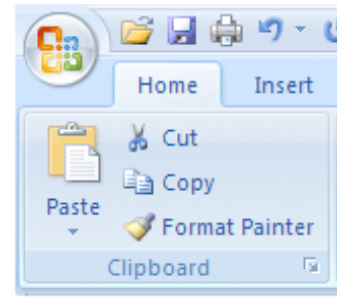 Home Insert
Cut
Copy
Paste
Format Painter
Clipboard